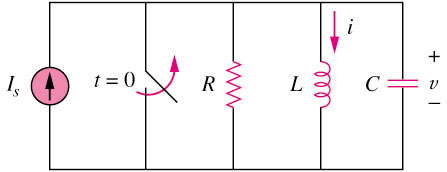 i
I_s
t = 0
R
L
C
+
v
–